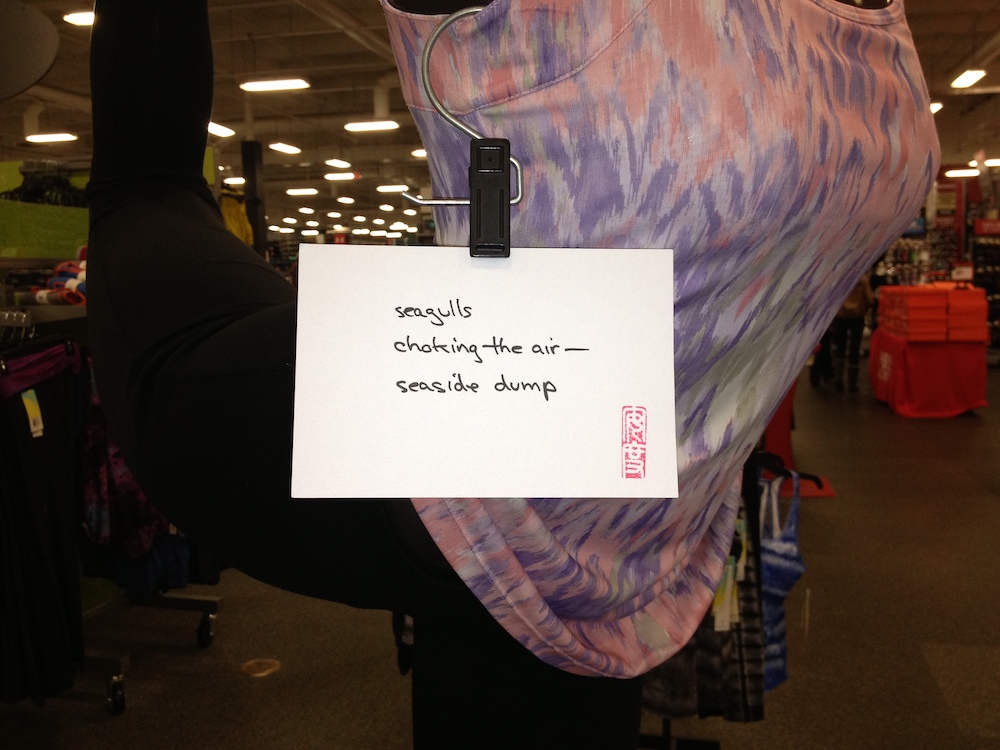 seagulls
choking the air—
seaside dump